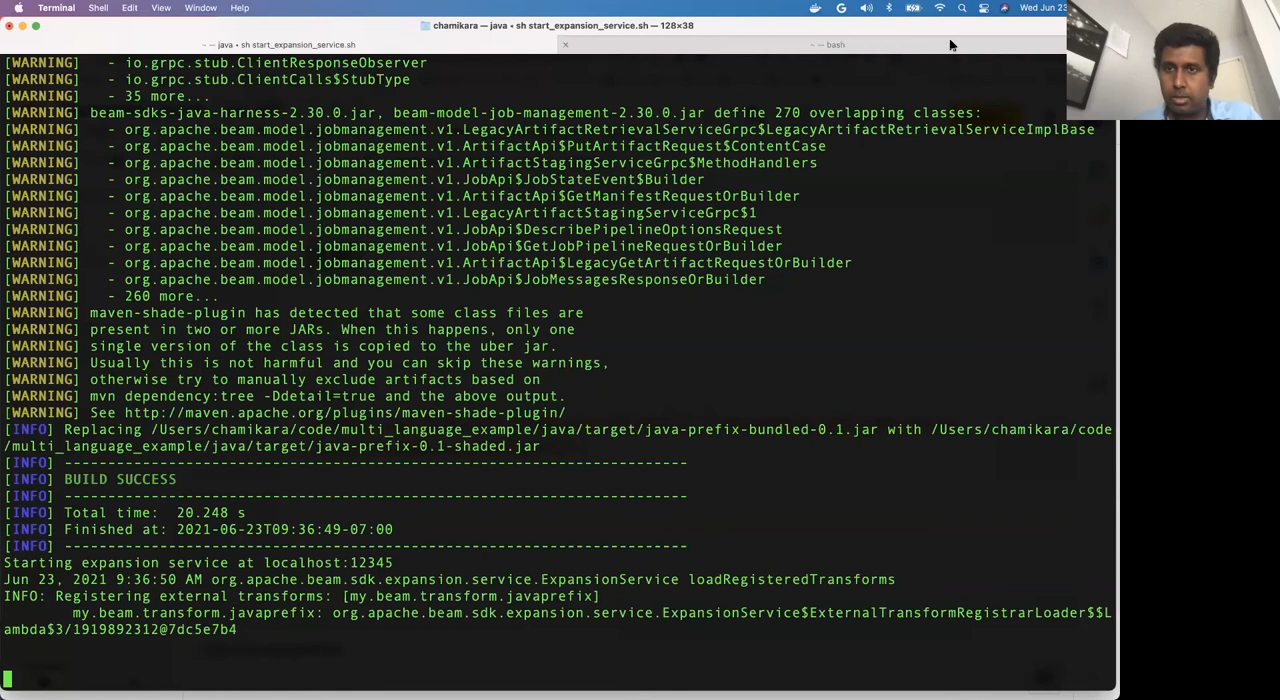 Terminal Shell Edit View Window Help
Wed Jun 23
chamikara — java • sh start_expansion_service.sh — 128×38
~ — java • sh start_expansion_service.sh
~ — bash
[WARNING]   - io.grpc.stub.ClientResponseObserver
[WARNING]   - io.grpc.stub.ClientCalls$StubType
[WARNING]   - 35 more...
[WARNING] beam-sdks-java-harness-2.30.0.jar, beam-model-job-management-2.30.0.jar define 270 overlapping classes:
[WARNING]   - org.apache.beam.model.jobmanagement.v1.LegacyArtifactRetrievalServiceGrpc$LegacyArtifactRetrievalServiceImplBase
[WARNING]   - org.apache.beam.model.jobmanagement.v1.ArtifactApi$PutArtifactRequest$ContentCase
[WARNING]   - org.apache.beam.model.jobmanagement.v1.ArtifactStagingServiceGrpc$MethodHandlers
[WARNING]   - org.apache.beam.model.jobmanagement.v1.JobApi$JobStateEvent$Builder
[WARNING]   - org.apache.beam.model.jobmanagement.v1.ArtifactApi$GetManifestRequestOrBuilder
[WARNING]   - org.apache.beam.model.jobmanagement.v1.LegacyArtifactStagingServiceGrpc$1
[WARNING]   - org.apache.beam.model.jobmanagement.v1.JobApi$DescribePipelineOptionsRequest
[WARNING]   - org.apache.beam.model.jobmanagement.v1.JobApi$GetJobPipelineRequestOrBuilder
[WARNING]   - org.apache.beam.model.jobmanagement.v1.ArtifactApi$LegacyGetArtifactRequestOrBuilder
[WARNING]   - org.apache.beam.model.jobmanagement.v1.JobApi$JobMessagesResponseOrBuilder
[WARNING]   - 260 more...
[WARNING] maven-shade-plugin has detected that some class files are
[WARNING] present in two or more JARs. When this happens, only one
[WARNING] single version of the class is copied to the uber jar.
[WARNING] Usually this is not harmful and you can skip these warnings,
[WARNING] otherwise try to manually exclude artifacts based on
[WARNING] mvn dependency:tree -Ddetail=true and the above output.
[WARNING] See http://maven.apache.org/plugins/maven-shade-plugin/
[INFO] Replacing /Users/chamikara/code/multi_language_example/java/target/java-prefix-bundled-0.1.jar with /Users/chamikara/code
/multi_language_example/java/target/java-prefix-0.1-shaded.jar
[INFO] ------------------------------------------------------------------------
[INFO] BUILD SUCCESS
[INFO] ------------------------------------------------------------------------
[INFO] Total time:  20.248 s
[INFO] Finished at: 2021-06-23T09:36:49-07:00
[INFO] ------------------------------------------------------------------------
Starting expansion service at localhost:12345
Jun 23, 2021 9:36:50 AM org.apache.beam.sdk.expansion.service.ExpansionService loadRegisteredTransforms
INFO: Registering external transforms: [my.beam.transform.javaprefix]
        my.beam.transform.javaprefix: org.apache.beam.sdk.expansion.service.ExpansionService$ExternalTransformRegistrarLoader$$L
ambda$3/1919892312@7dc5e7b4